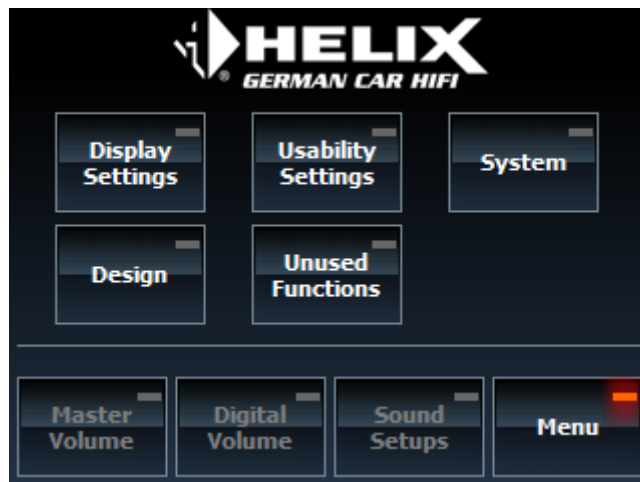 HELIX
®
GERMAN CAR HIFI
Display
Settings
Usability
Settings
System
Design
Unused
Functions
Master
Volume
Digital
Volume
Sound
Setups
Menu